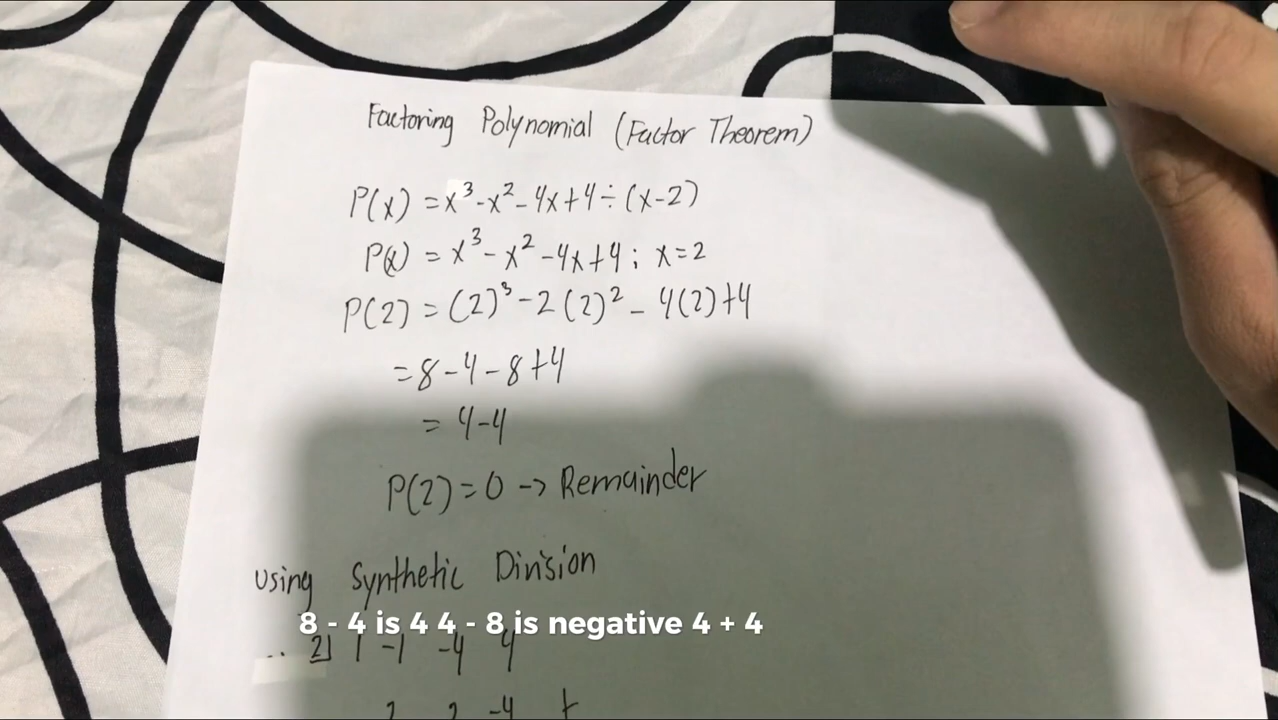 Factoring Polynomial (Factor Theorem)
P(x) = x³-x²-4x+4÷(x-2)
P(x) = x³-x²-4x+4; x=2
P(2) = (2)³-2(2)²-4(2)+4
=8-4-8+4
= 4-4
P(2)=0 -> Remainder
Using Synthetic Division
8 - 4 is 4 4 - 8 is negative 4 + 4
2] 1 -1 -4 4